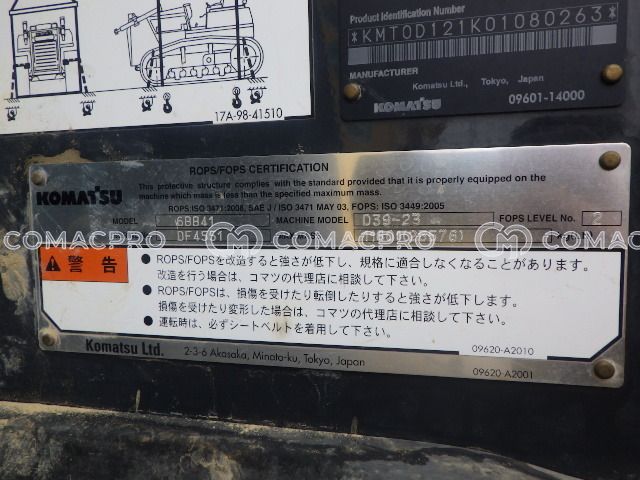 Product Identification Number
*KMT0D121K01080263*
MANUFACTURER
Komatsu Ltd., Tokyo, Japan
KOMATSU
09601-14000
17A-98-41510
ROPS/FOPS CERTIFICATION
KOMATSU
This protective structure complies with the standard provided that it is properly equipped on the
machine which mass is less than the specified maximum mass.
ROPS:ISO 3471:2008, SAE J / ISO 3471 MAY 03, FOPS: ISO 3449:2005
MODEL 6BB41 MACHINE MODEL D39-23 FOPS LEVEL No. 2
COMACPRO COMACPRO COMACPRO
警告
● ROPS/FOPSを改造すると強さが低下し、規格に適合しなくなることがあります。
改造を行う場合は、コマツの代理店に相談して下さい。
● ROPS/FOPSは、損傷を受けたり転倒したりすると強さが低下します。
損傷を受けたり変形した場合は、コマツの代理店に相談して下さい。
● 運転時は、必ずシートベルトを着用して下さい。
09620-A2010
Komatsu Ltd. 2-3-6 Akasaka, Minato-ku, Tokyo, Japan
09620-A2001